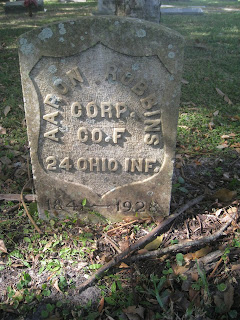 AARON ROBBINS
CORP.
CO. F.
24 OHIO INF.